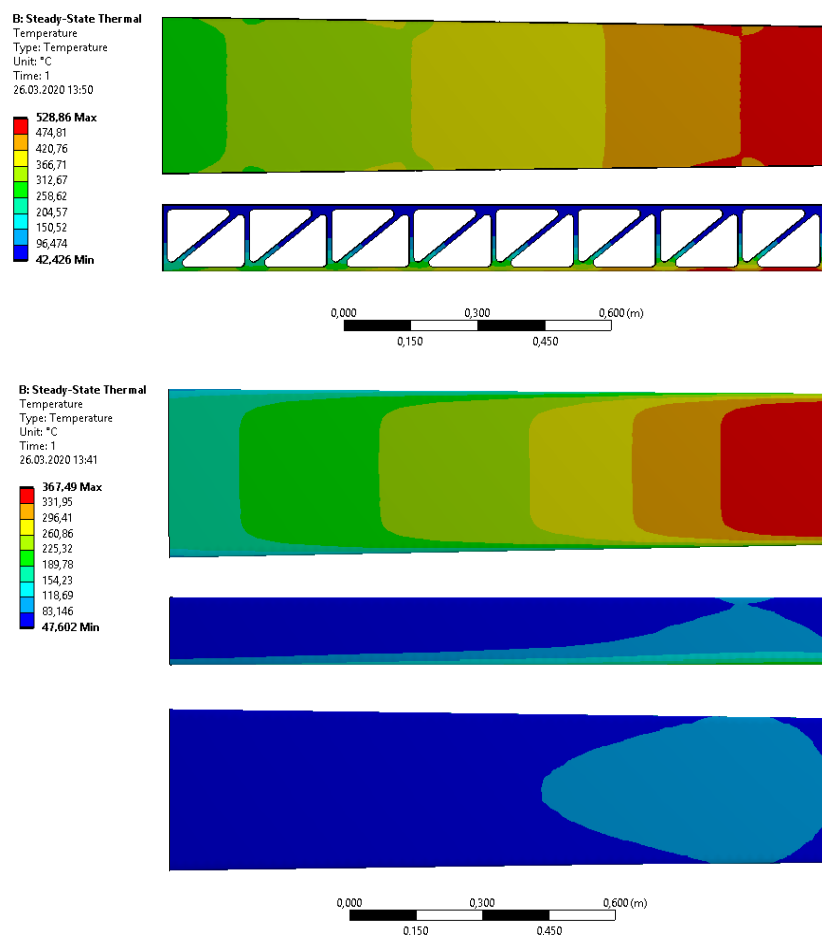 B: Steady-State Thermal
Temperature
Type: Temperature
Unit: °C
Time: 1
26.03.2020 13:50
528,86 Max
474,81
420,76
366,71
312,67
258,62
204,57
150,52
96,474
42,426 Min
0,000 0,300 0,600 (m)
0,150 0,450
B: Steady-State Thermal
Temperature
Type: Temperature
Unit: °C
Time: 1
26.03.2020 13:41
367,49 Max
331,95
296,41
260,86
225,32
189,78
154,23
118,69
83,146
47,602 Min
0,000 0,300 0,600 (m)
0.150 0.450